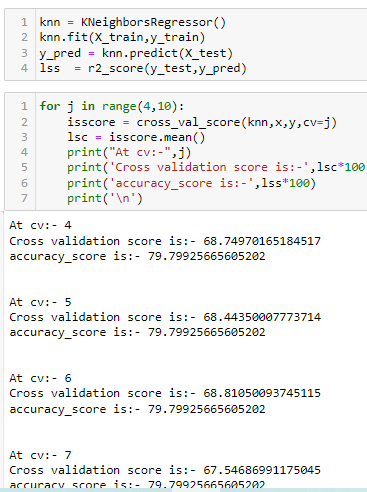 1 knn = KNeighborsRegressor()
2 knn.fit(X_train,y_train)
3 y_pred = knn.predict(X_test)
4 lss  = r2_score(y_test,y_pred)
1 for j in range(4,10):
2     isscore = cross_val_score(knn,x,y,cv=j)
3     lsc = isscore.mean()
4     print("At cv:-",j)
5     print('Cross validation score is:-',lsc*100
6     print('accuracy_score is:-',lss*100)
7     print('\n')
At cv:- 4
Cross validation score is:- 68.74970165184517
accuracy_score is:- 79.79925665605202
At cv:- 5
Cross validation score is:- 68.44350007773714
accuracy_score is:- 79.79925665605202
At cv:- 6
Cross validation score is:- 68.81050093745115
accuracy_score is:- 79.79925665605202
At cv:- 7
Cross validation score is:- 67.54686991175045
accuracy_score is:- 79.79925665605202